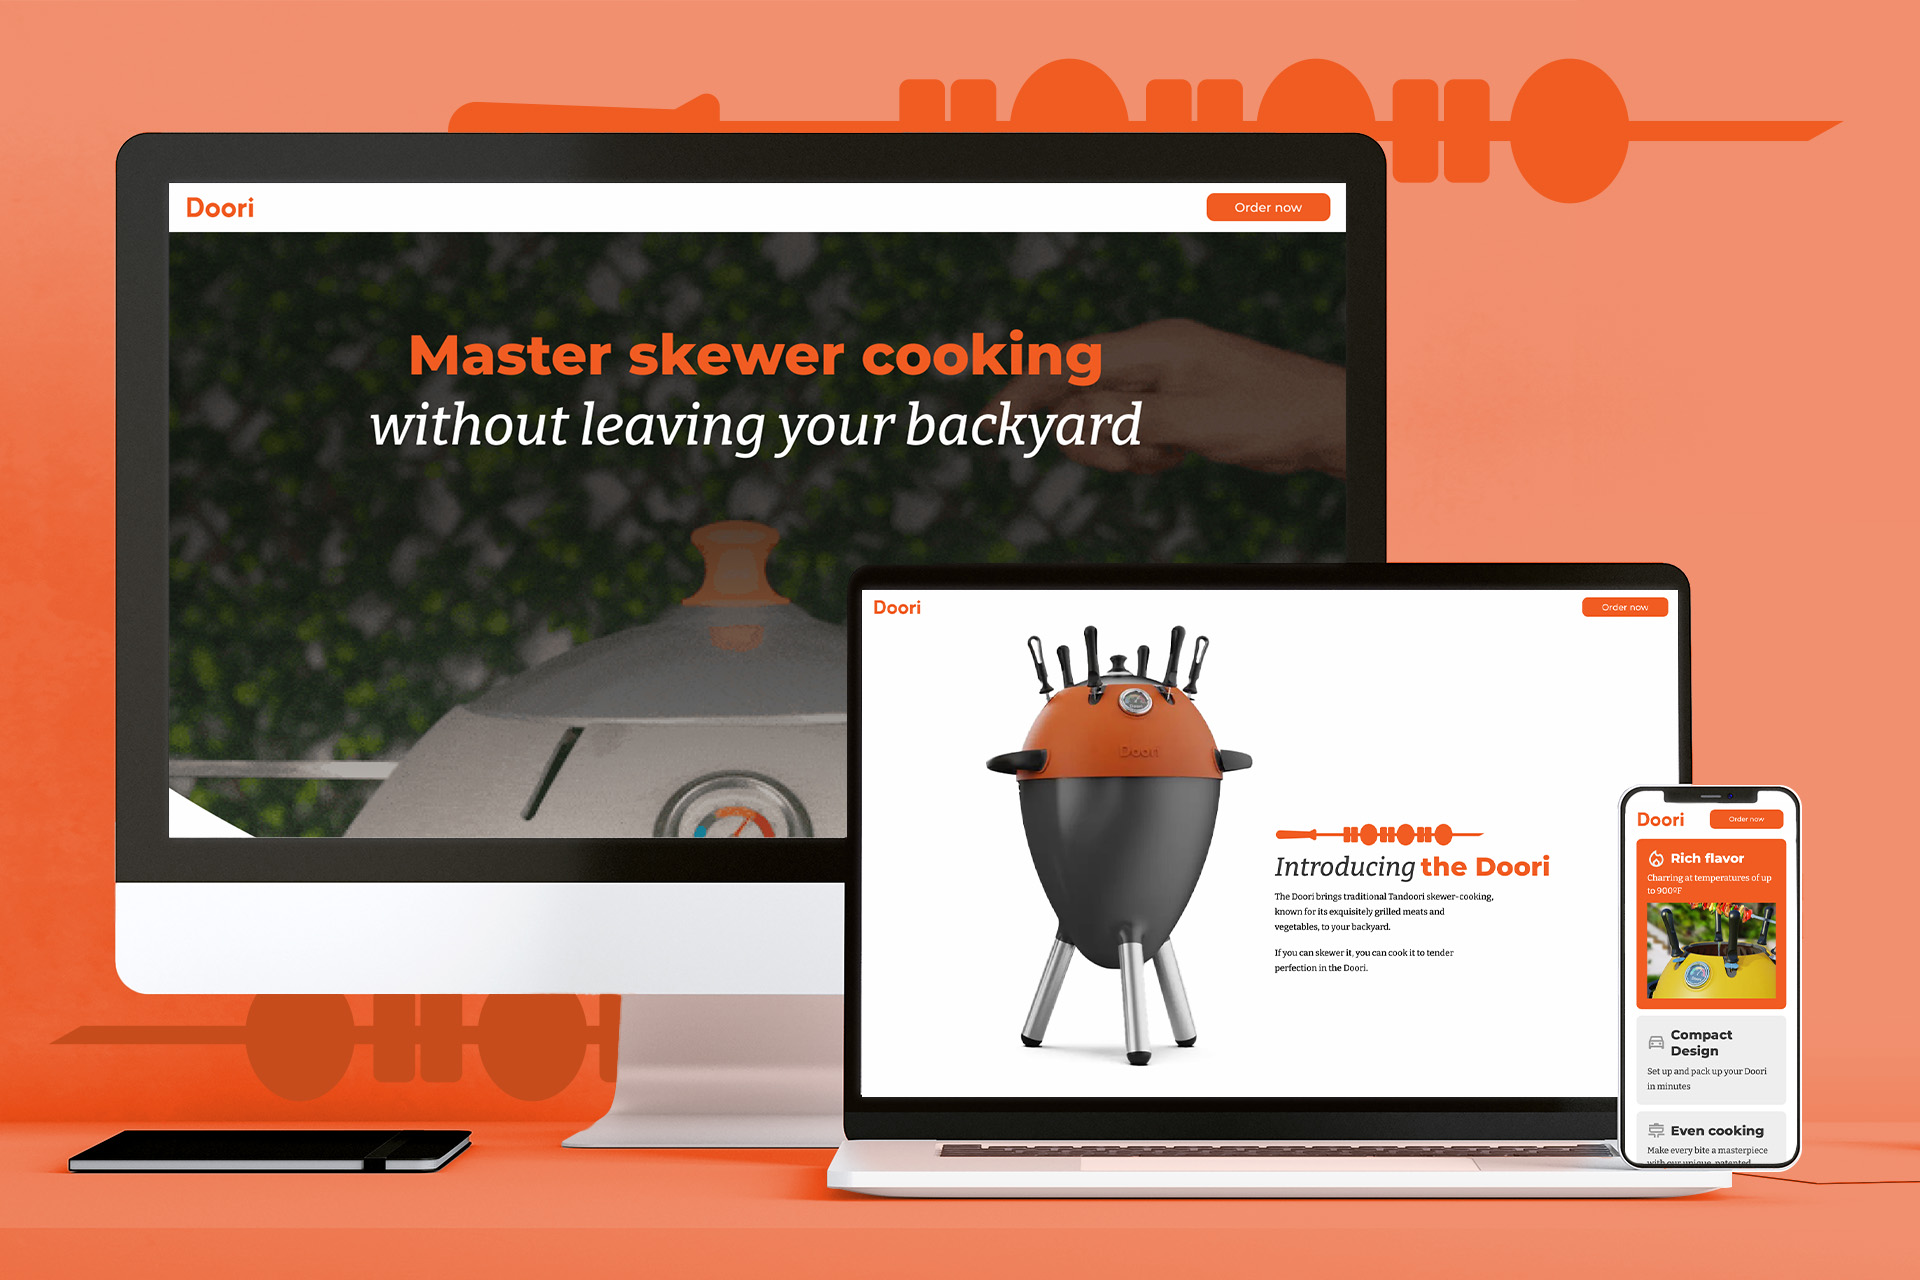 Doori
Order now
Master skewer cooking
without leaving your backyard
Doori
Order now
Doori
Introducing the Doori
The Doori brings traditional Tandoori skewer-cooking,
known for its exquisitely grilled meats and
vegetables, to your backyard.
If you can skewer it, you can cook it to tender
perfection in the Doori.
Doori
Order now
Rich flavor
Charring at temperatures of up
to 900ºF
Compact
Design
Set up and pack up your Doori
in minutes
Even cooking
Make every bite a masterpiece
with our unique, patented